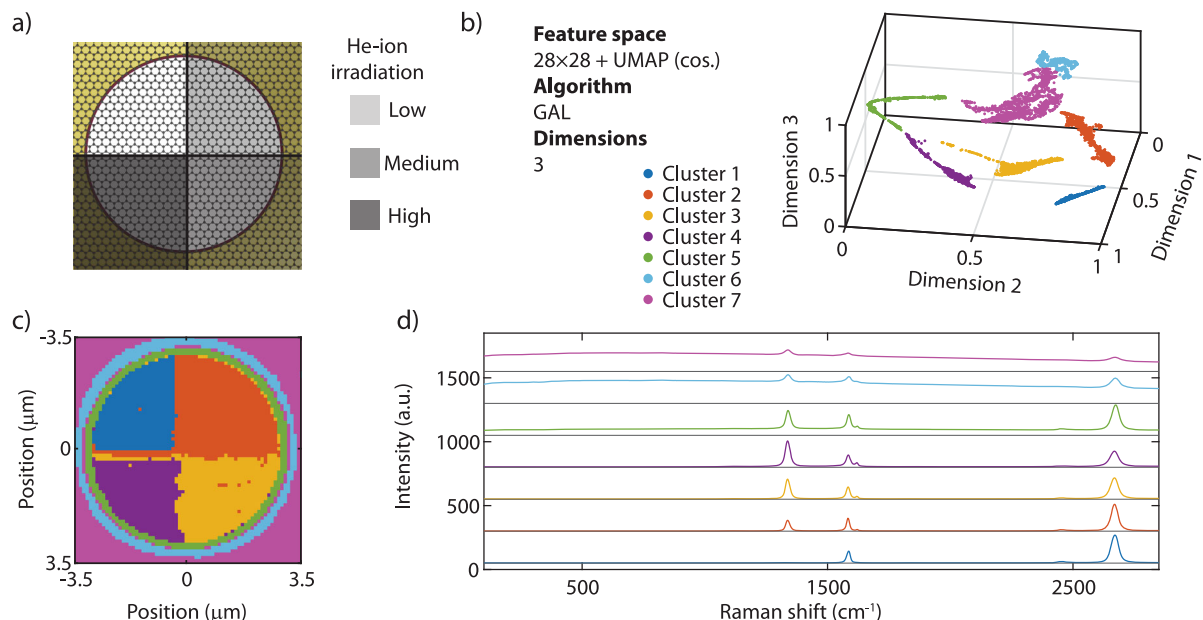 a)
He-ion
irradiation
Low
Medium
High
b)
Feature space
28×28 + UMAP (cos.)
Algorithm
GAL
Dimensions
3
Cluster 1
Cluster 2
Cluster 3
Cluster 4
Cluster 5
Cluster 6
Cluster 7
Dimension 3
1
0.5
0
0
0.5
1
Dimension 2
0
0.5
1
Dimension 1
c)
Position (μm)
-3.5
0
3.5
-3.5
0
3.5
Position (μm)
d)
Intensity (a.u.)
1500
1000
500
0
500
1500
2500
Raman shift (cm⁻¹)